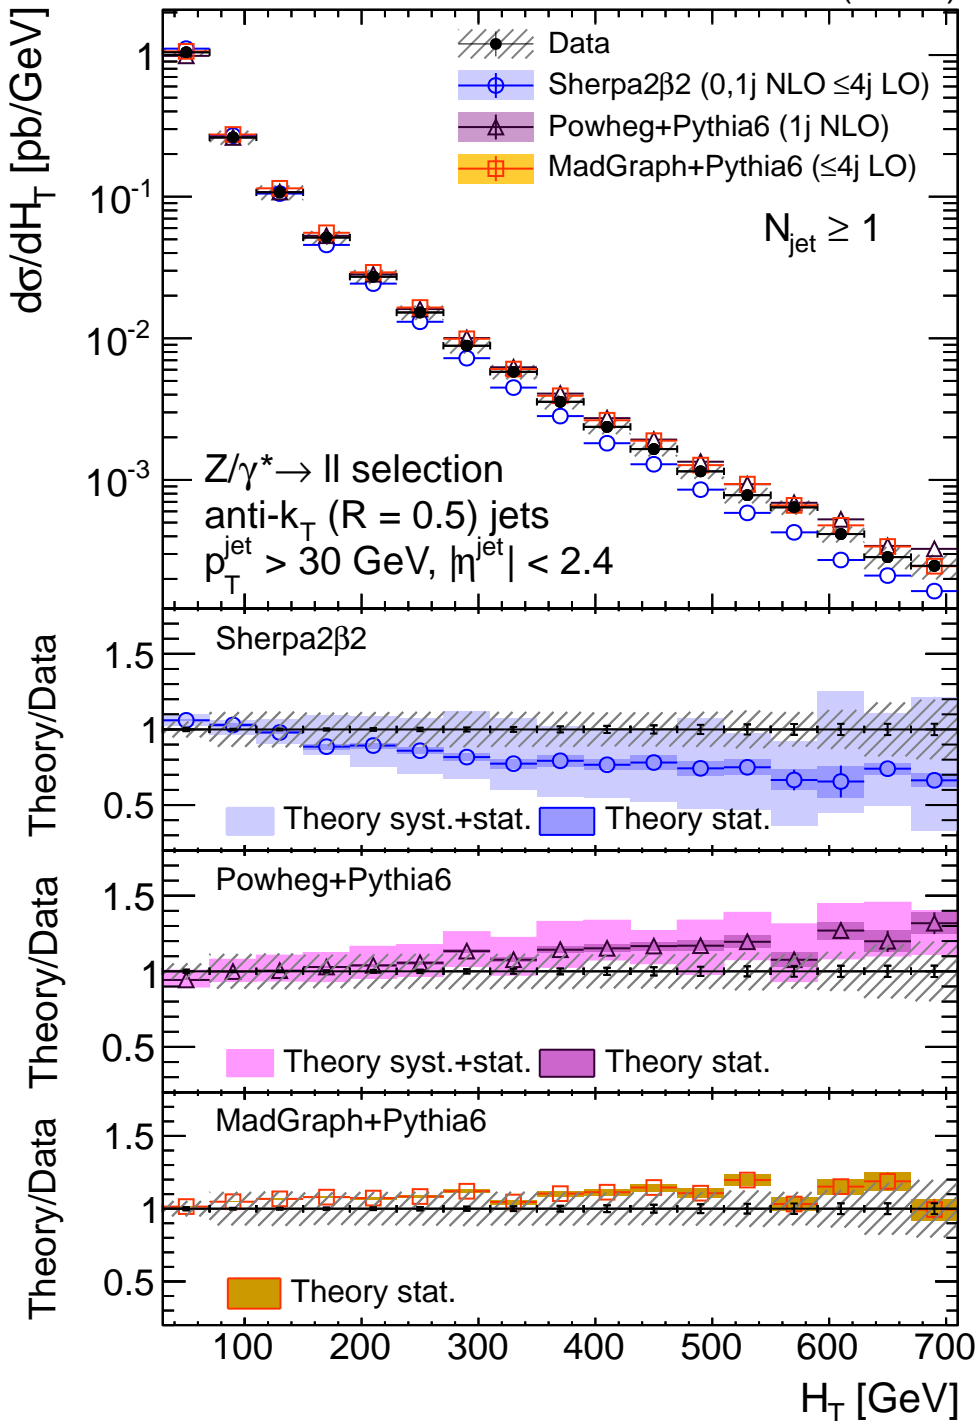 dσ/dH_T [pb/GeV]
1
10^-1
10^-2
10^-3
Data
Sherpa2β2 (0,1j NLO ≤4j LO)
Powheg+Pythia6 (1j NLO)
MadGraph+Pythia6 (≤4j LO)
N_jet ≥ 1
Z/γ*→ ll selection
anti-k_T (R = 0.5) jets
p_T^jet > 30 GeV, |η^jet| < 2.4
Theory/Data
Sherpa2β2
1.5
1
0.5
Theory syst.+stat.
Theory stat.
Theory/Data
Powheg+Pythia6
1.5
1
0.5
Theory syst.+stat.
Theory stat.
Theory/Data
MadGraph+Pythia6
1.5
1
0.5
Theory stat.
100 200 300 400 500 600 700
H_T [GeV]